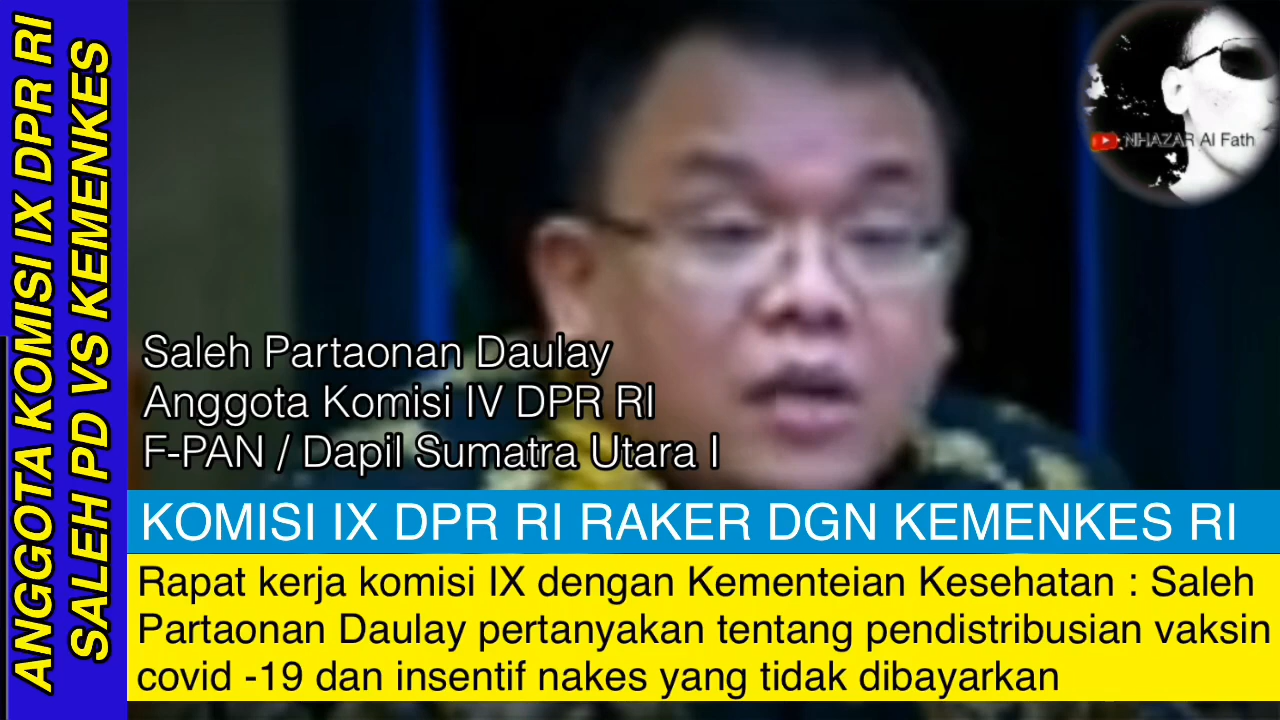 ANGGOTA KOMISI IX DPR RI
SALEH PD VS KEMENKES
NHAZAR Al Fath
Saleh Partaonan Daulay
Anggota Komisi IV DPR RI
F-PAN / Dapil Sumatra Utara I
KOMISI IX DPR RI RAKER DGN KEMENKES RI
Rapat kerja komisi IX dengan Kementeian Kesehatan : Saleh
Partaonan Daulay pertanyakan tentang pendistribusian vaksin
covid -19 dan insentif nakes yang tidak dibayarkan